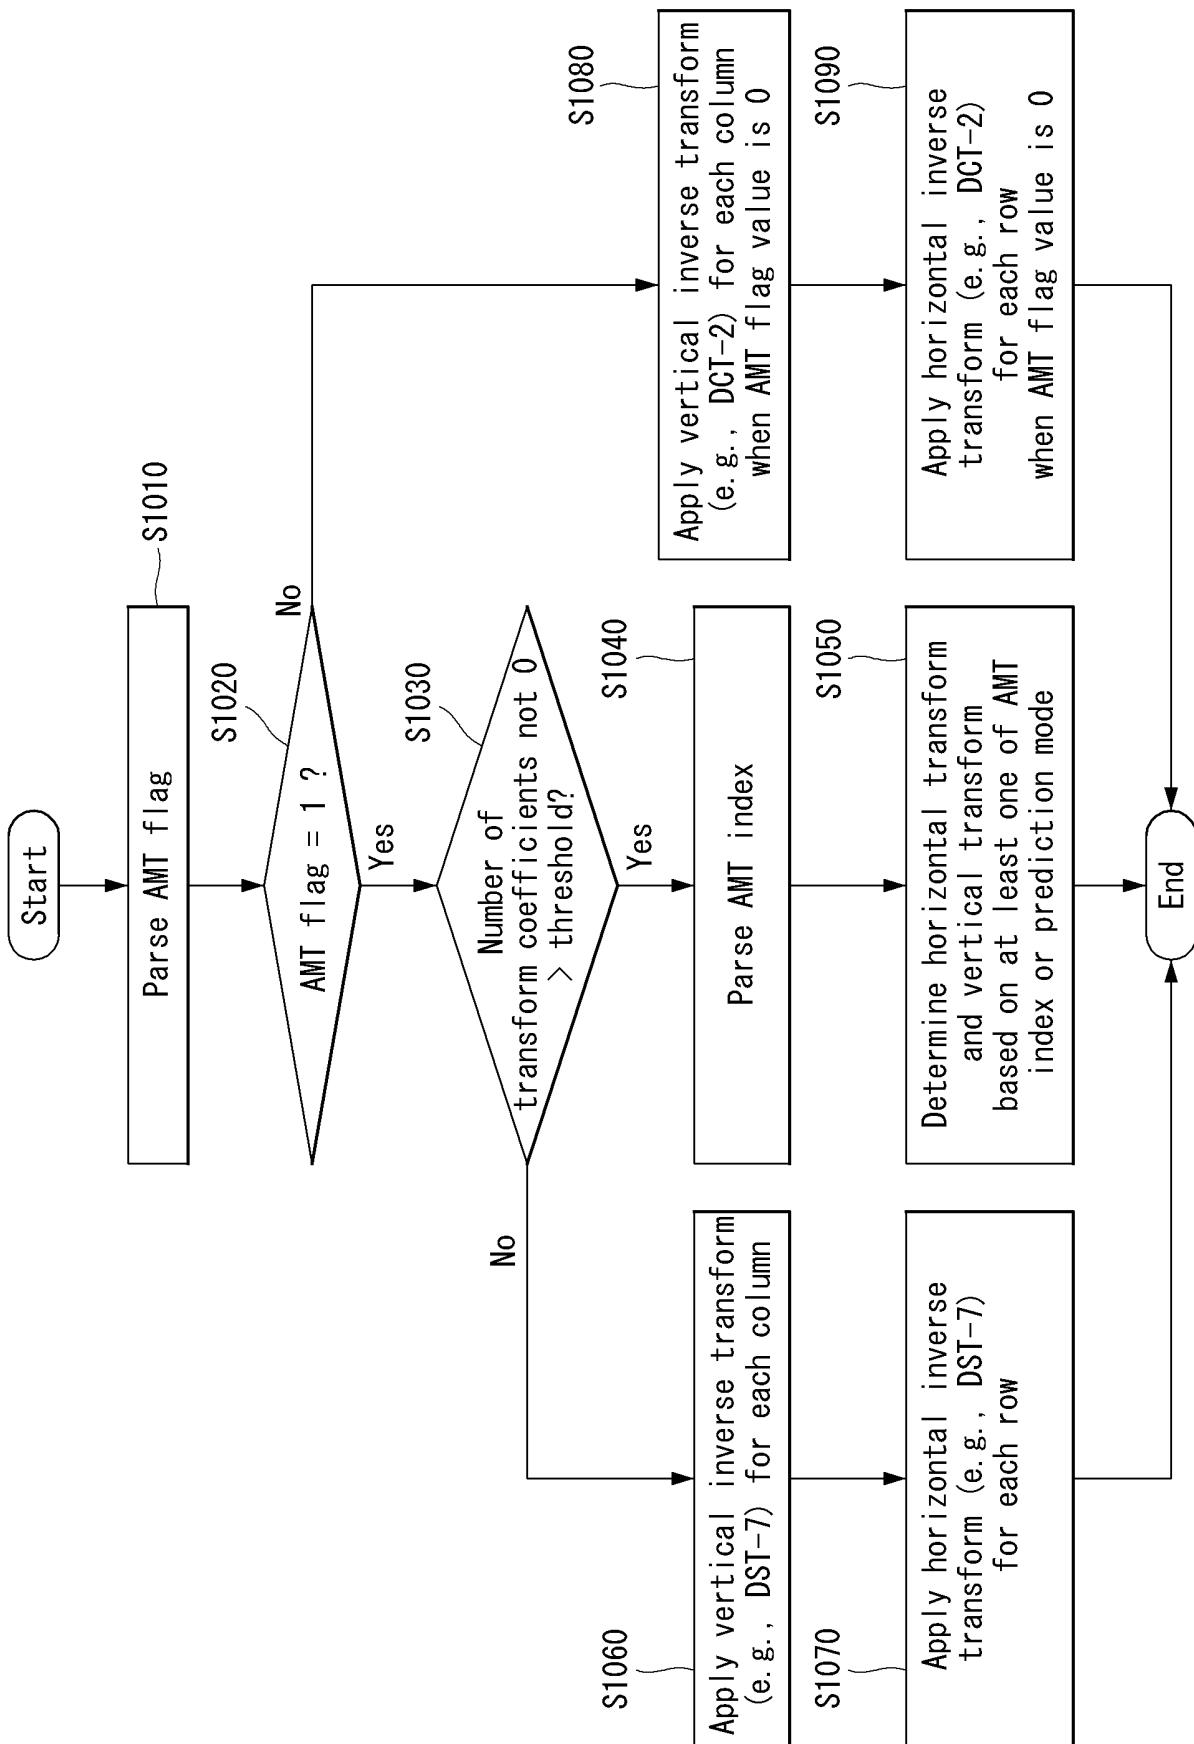 Start
Parse AMT flag
S1010
AMT flag = 1 ?
S1020
Yes
No
Number of
transform coefficients not 0
> threshold?
S1030
Yes
No
Parse AMT index
S1040
Determine horizontal transform
and vertical transform
based on at least one of AMT
index or prediction mode
S1050
S1060
Apply vertical inverse transform
(e.g., DST-7) for each column
S1070
Apply horizontal inverse
transform (e.g., DST-7)
for each row
Apply vertical inverse transform
(e.g., DCT-2) for each column
when AMT flag value is 0
S1080
Apply horizontal inverse
transform (e.g., DCT-2)
for each row
when AMT flag value is 0
S1090
End